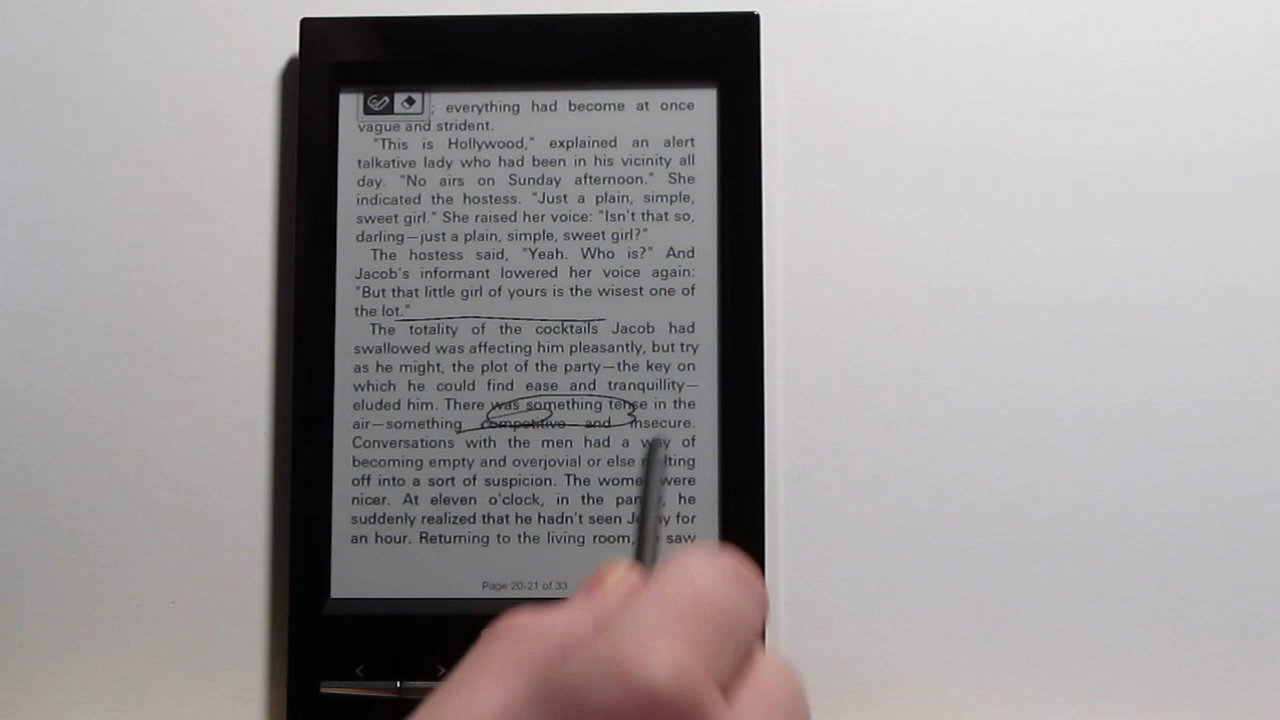 ; everything had become at once
vague and strident.
"This is Hollywood," explained an alert
talkative lady who had been in his vicinity all
day. "No airs on Sunday afternoon." She
indicated the hostess. "Just a plain, simple,
sweet girl." She raised her voice: "Isn't that so,
darling—just a plain, simple, sweet girl?"
The hostess said, "Yeah. Who is?" And
Jacob's informant lowered her voice again:
"But that little girl of yours is the wisest one of
the lot."
The totality of the cocktails Jacob had
swallowed was affecting him pleasantly, but try
as he might, the plot of the party—the key on
which he could find ease and tranquillity—
eluded him. There was something tense in the
air—something competitive and insecure.
Conversations with the men had a way of
becoming empty and overjovial or else melting
off into a sort of suspicion. The women were
nicer. At eleven o'clock, in the pantry, he
suddenly realized that he hadn't seen Jenny for
an hour. Returning to the living room, saw
Page 20-21 of 33